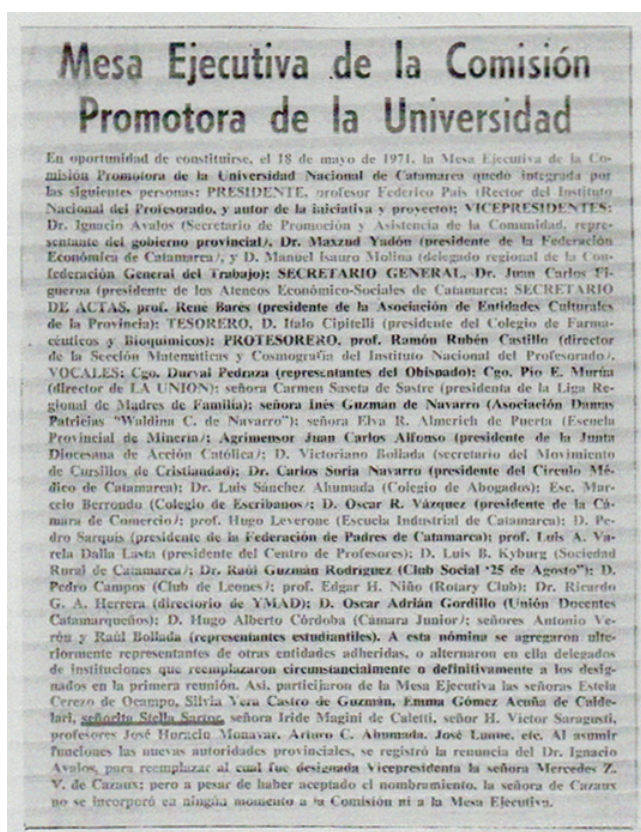 Mesa Ejecutiva de la Comisión
Promotora de la Universidad
En oportunidad de constituirse, el 18 de mayo de 1971, la Mesa Ejecutiva de la Co-
misión Promotora de la Universidad Nacional de Catamarca quedó integrada por
las siguientes personas: PRESIDENTE, profesor Federico Pais (Rector del Instituto
Nacional del Profesorado, y autor de la iniciativa y proyecto); VICEPRESIDENTES:
Dr. Ignacio Avalos (Secretario de Promoción y Asistencia de la Comunidad, repre-
sentante del gobierno provincial), Dr. Maxzud Yadón (presidente de la Federación
Económica de Catamarca), y D. Manuel Isauro Molina (delegado regional de la Con-
federación General del Trabajo); SECRETARIO GENERAL, Dr. Juan Carlos Fi-
gueroa (presidente de los Ateneos Económico-Sociales de Catamarca; SECRETARIO
DE ACTAS, prof. René Bares (presidente de la Asociación de Entidades Culturales
de la Provincia); TESORERO, D. Italo Cipitelli (presidente del Colegio de Farma-
céuticos y Bioquímicos); PROTESORERO, prof. Ramón Rubén Castillo (director
de la Sección Matemáticas y Cosmografía del Instituto Nacional del Profesorado),
VOCALES: Cgo. Durval Pedraza (representantes del Obispado); Cgo. Pío E. Murúa
(director de LA UNION); señora Carmen Saseta de Sastre (presidenta de la Liga Re-
gional de Madres de Familia); señora Inés Guzmán de Navarro (Asociación Damas
Patricias "Waldina C. de Navarro"); señora Elva R. Almerich de Puerta (Escuela
Provincial de Minería); Agrimensor Juan Carlos Alfonso (presidente de la Junta
Diocesana de Acción Católica); D. Victoriano Bollada (secretario del Movimiento
de Cursillos de Cristiandad); Dr. Carlos Soria Navarro (presidente del Círculo Mé-
dico de Catamarca); Dr. Luis Sánchez Ahumada (Colegio de Abogados); Esc. Mar-
celo Berrondo (Colegio de Escribanos); D. Oscar R. Vázquez (presidente de la Cá-
mara de Comercio); prof. Hugo Leverone (Escuela Industrial de Catamarca); D. Pe-
dro Sarquís (presidente de la Federación de Padres de Catamarca); prof. Luis A. Va-
rela Dalla Lasta (presidente del Centro de Profesores); D. Luis B. Kyburg (Sociedad
Rural de Catamarca); Dr. Raúl Guzmán Rodríguez (Club Social "25 de Agosto"); D.
Pedro Campos (Club de Leones); prof. Edgar H. Niño (Rotary Club); Dr. Ricardo
G. A. Herrera (directorio de YMAD); D. Oscar Adrián Gordillo (Unión Docentes
Catamarqueños); D. Hugo Alberto Córdoba (Cámara Junior); señores Antonio Ve-
rón y Raúl Bollada (representantes estudiantiles). A esta nómina se agregaron ulte-
riormente representantes de otras entidades adheridas, o alternaron en ella delegados
de instituciones que reemplazaron circunstancialmente o definitivamente a los desig-
nados en la primera reunión. Así, participaron de la Mesa Ejecutiva las señoras Estela
Cerezo de Ocampo, Silvia Vera Castro de Guzmán, Emma Gómez Acuña de Calde-
lari, señorita Stella Sartor, señora Iride Magini de Caletti, señor H. Victor Saragusti,
profesores José Horacio Monayar, Arturo C. Ahumada, José Lunue, etc. Al asumir
funciones las nuevas autoridades provinciales, se registró la renuncia del Dr. Ignacio
Avalos, para reemplazar al cual fue designada Vicepresidenta la señora Mercedes Z.
V. de Cazaux; pero a pesar de haber aceptado el nombramiento, la señora de Cazaux
no se incorporó en ningún momento a la Comisión ni a la Mesa Ejecutiva.